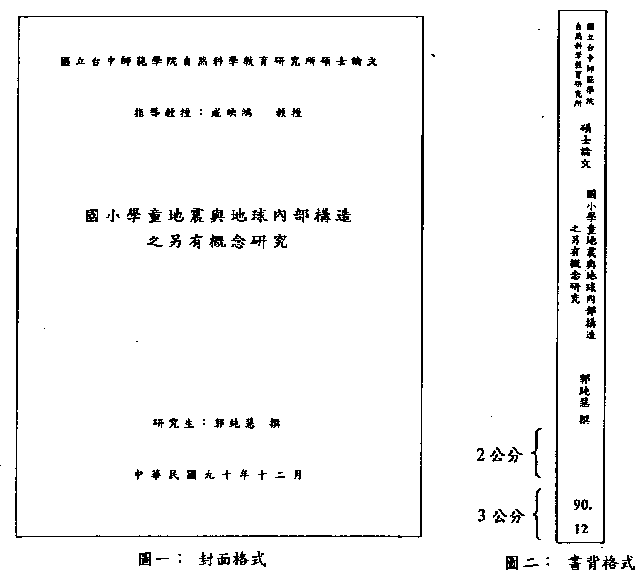 國立台中師範學院自然科學教育研究所碩士論文
指導教授：戚映鴻 教授
國小學童地震與地球內部構造
之另有概念研究
研究生：郭純慧 撰
中華民國九十年十二月
圖一： 封面格式
國立台中師範學院
自然科學教育研究所
碩士論文
國小學童地震與地球內部構造
之另有概念研究
郭純慧 撰
2公分
3公分
90.
12
圖二： 書背格式